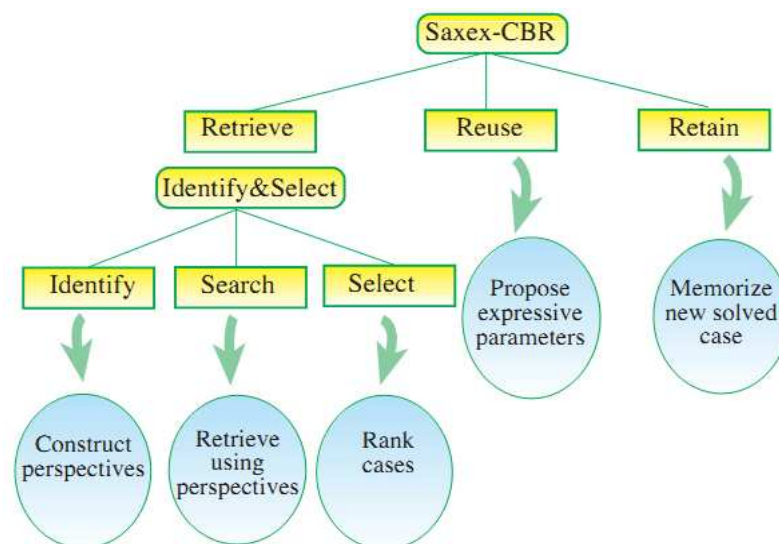 Saxex-CBR
Retrieve
Reuse
Retain
Identify&Select
Identify
Search
Select
Propose
expressive
parameters
Memorize
new solved
case
Construct
perspectives
Retrieve
using
perspectives
Rank
cases